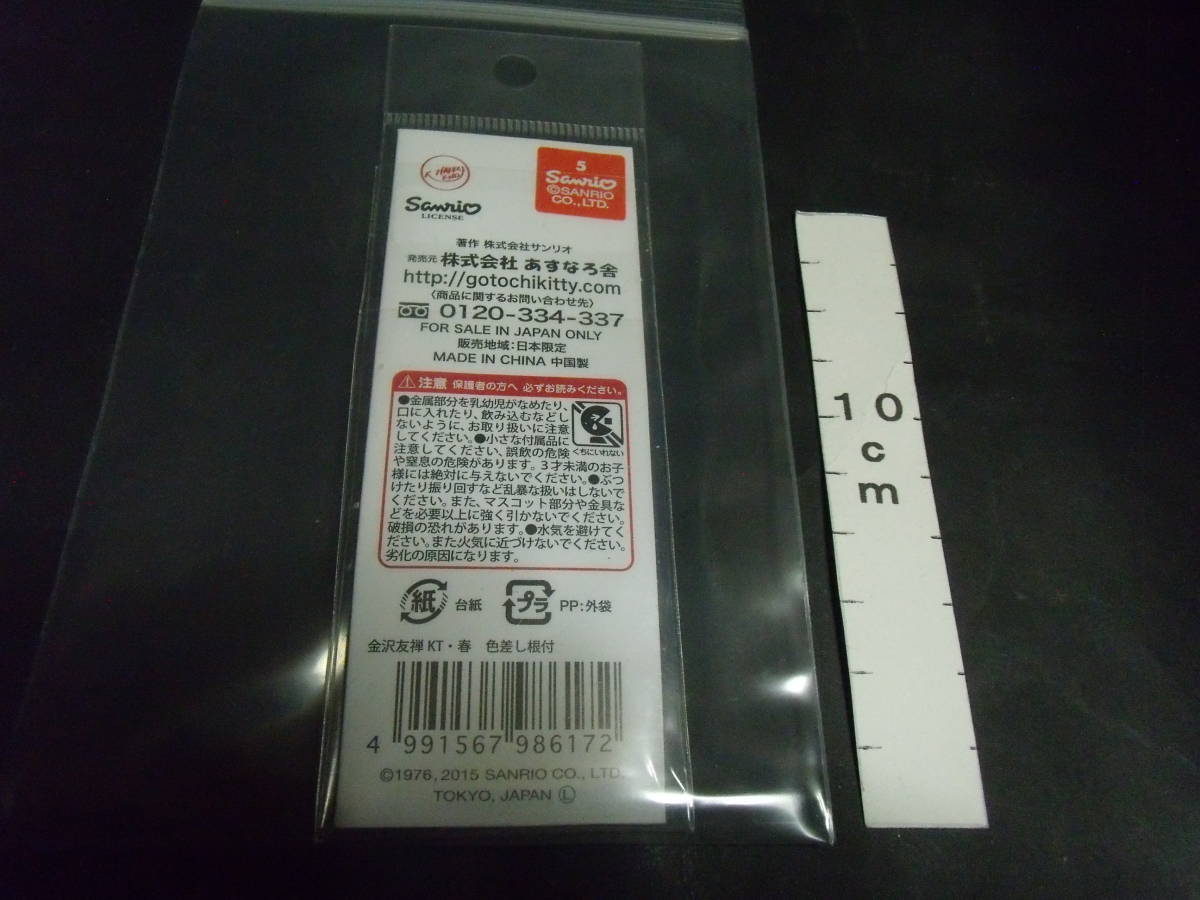 5
Sanrio
©SANRIO
CO., LTD.
Sanrio
LICENSE
著作 株式会社サンリオ
発売元 株式会社 あすなろ舎
http://gotochikitty.com
〈商品に関するお問い合わせ先〉
0120-334-337
FOR SALE IN JAPAN ONLY
販売地域:日本限定
MADE IN CHINA 中国製
注意 保護者の方へ 必ずお読みください。
●金属部分を乳幼児がなめたり、
口に入れたり、飲み込むなどし
ないように、お取り扱いに注意
してください。●小さな付属品に
注意してください、誤飲の危険
や窒息の危険があります。3才未満のお子
様には絶対に与えないでください。●ぶつ
けたり振り回すなど乱暴な扱いはしないで
ください。また、マスコット部分や金具な
どを必要以上に強く引かないでください。
破損の恐れがあります。●水気を避けてく
ださい。また火気に近づけないでください。
劣化の原因になります。
くちにいれない
紙 台紙
プラ PP:外袋
金沢友禅 KT・春 色差し根付
4 991567 986172
©1976, 2015 SANRIO CO., LTD.
TOKYO, JAPAN Ⓛ
10
c
m